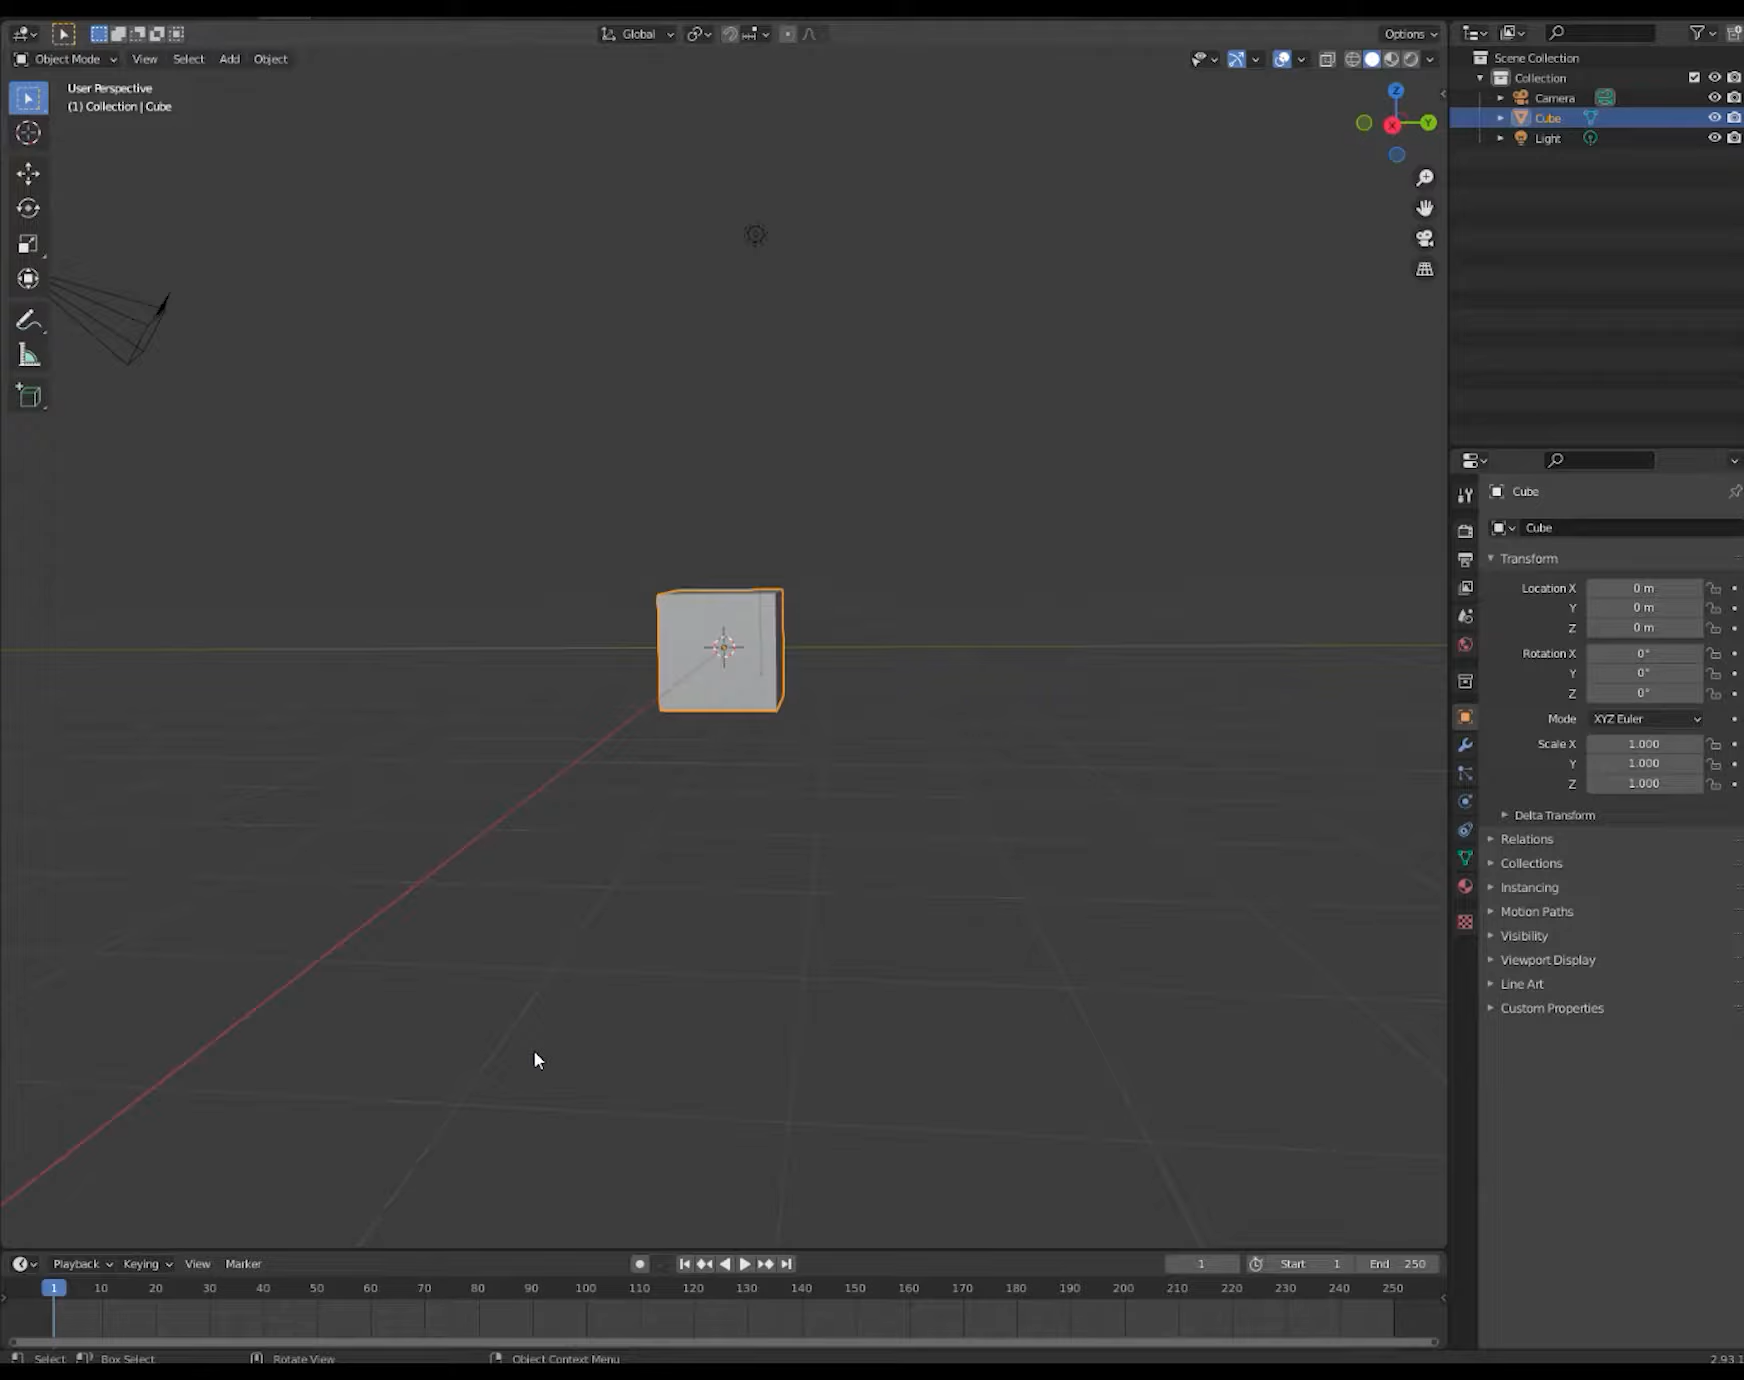 Global
Options
Object Mode View Select Add Object
User Perspective
(1) Collection | Cube
Z
X
Y
Scene Collection
Collection
Camera
Cube
Light
Cube
Cube
Transform
Location X 0 m
Y 0 m
Z 0 m
Rotation X 0°
Y 0°
Z 0°
Mode XYZ Euler
Scale X 1.000
Y 1.000
Z 1.000
Delta Transform
Relations
Collections
Instancing
Motion Paths
Visibility
Viewport Display
Line Art
Custom Properties
Playback Keying View Marker
1 Start 1 End 250
1 10 20 30 40 50 60 70 80 90 100 110 120 130 140 150 160 170 180 190 200 210 220 230 240 250
Select Box Select Rotate View Object Context Menu
2.93.1